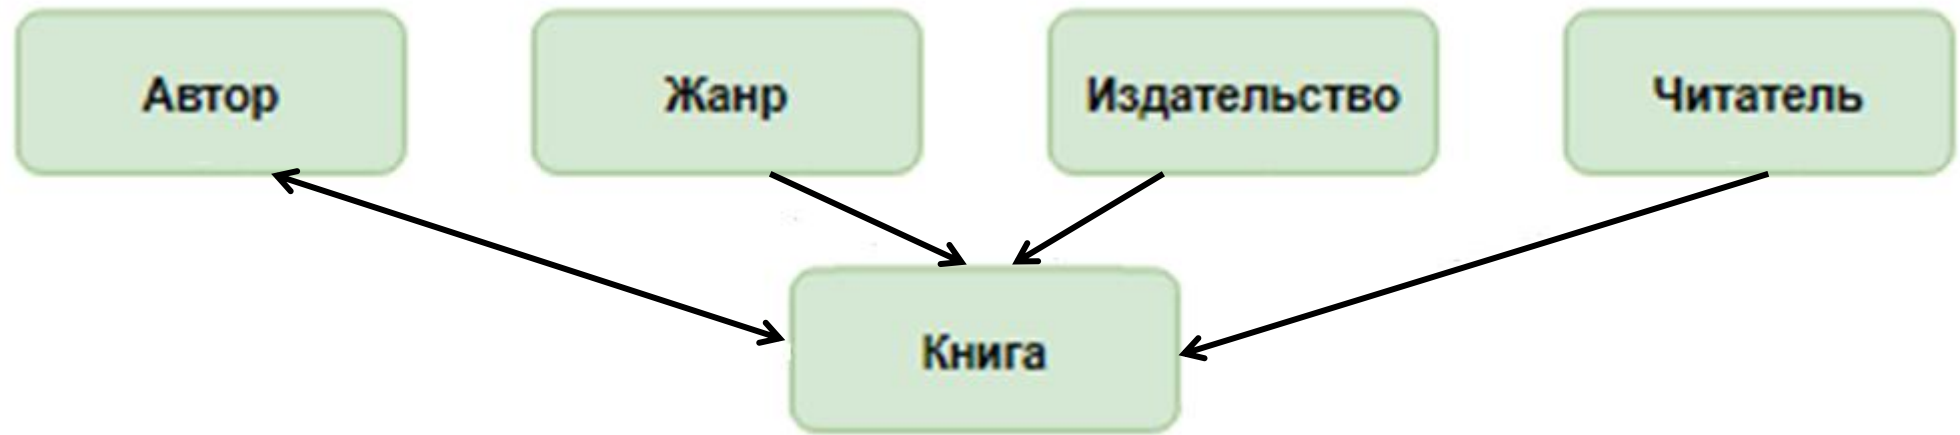 Автор
Жанр
Издательство
Читатель
Книга